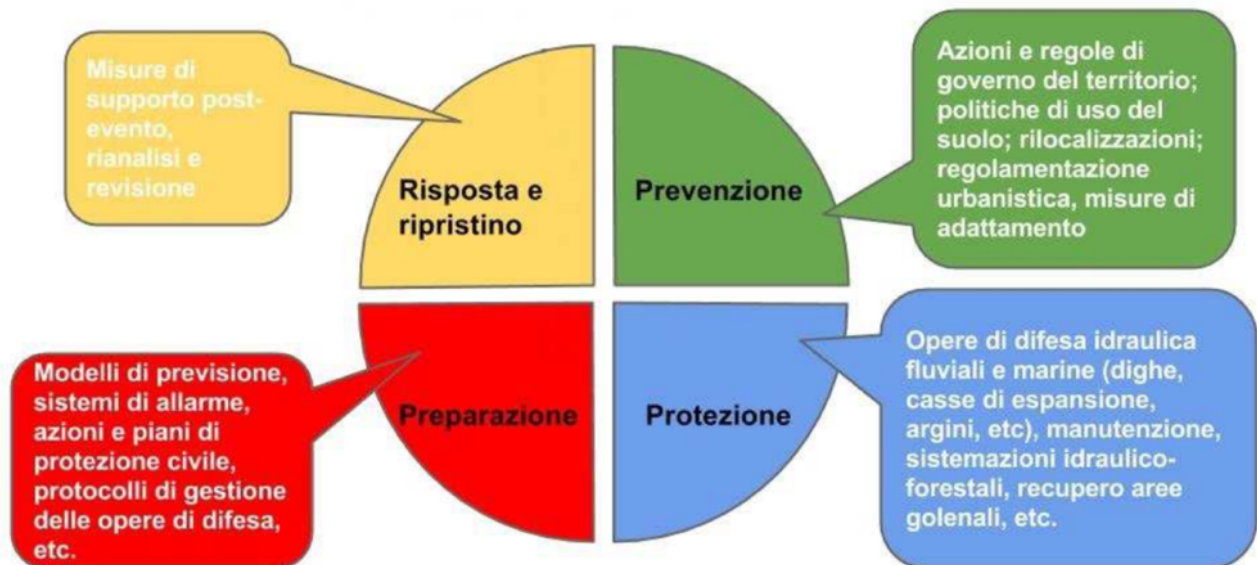 Misure di
supporto post-
evento,
rianalisi e
revisione
Risposta e
ripristino
Prevenzione
Azioni e regole di
governo del territorio;
politiche di uso del
suolo; rilocalizzazioni;
regolamentazione
urbanistica, misure di
adattamento
Modelli di previsione,
sistemi di allarme,
azioni e piani di
protezione civile,
protocolli di gestione
delle opere di difesa,
etc.
Preparazione
Protezione
Opere di difesa idraulica
fluviali e marine (dighe,
casse di espansione,
argini, etc), manutenzione,
sistemazioni idraulico-
forestali, recupero aree
golenali, etc.